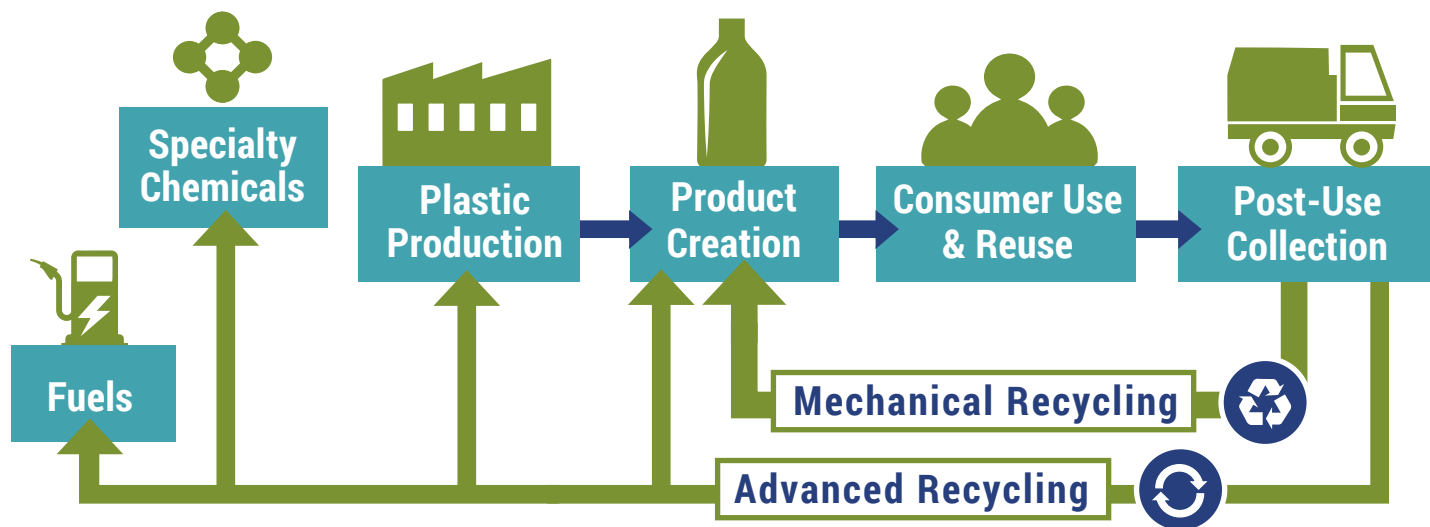 Specialty
Chemicals
Plastic
Production
Product
Creation
Consumer Use
& Reuse
Post-Use
Collection
Fuels
Mechanical Recycling
Advanced Recycling